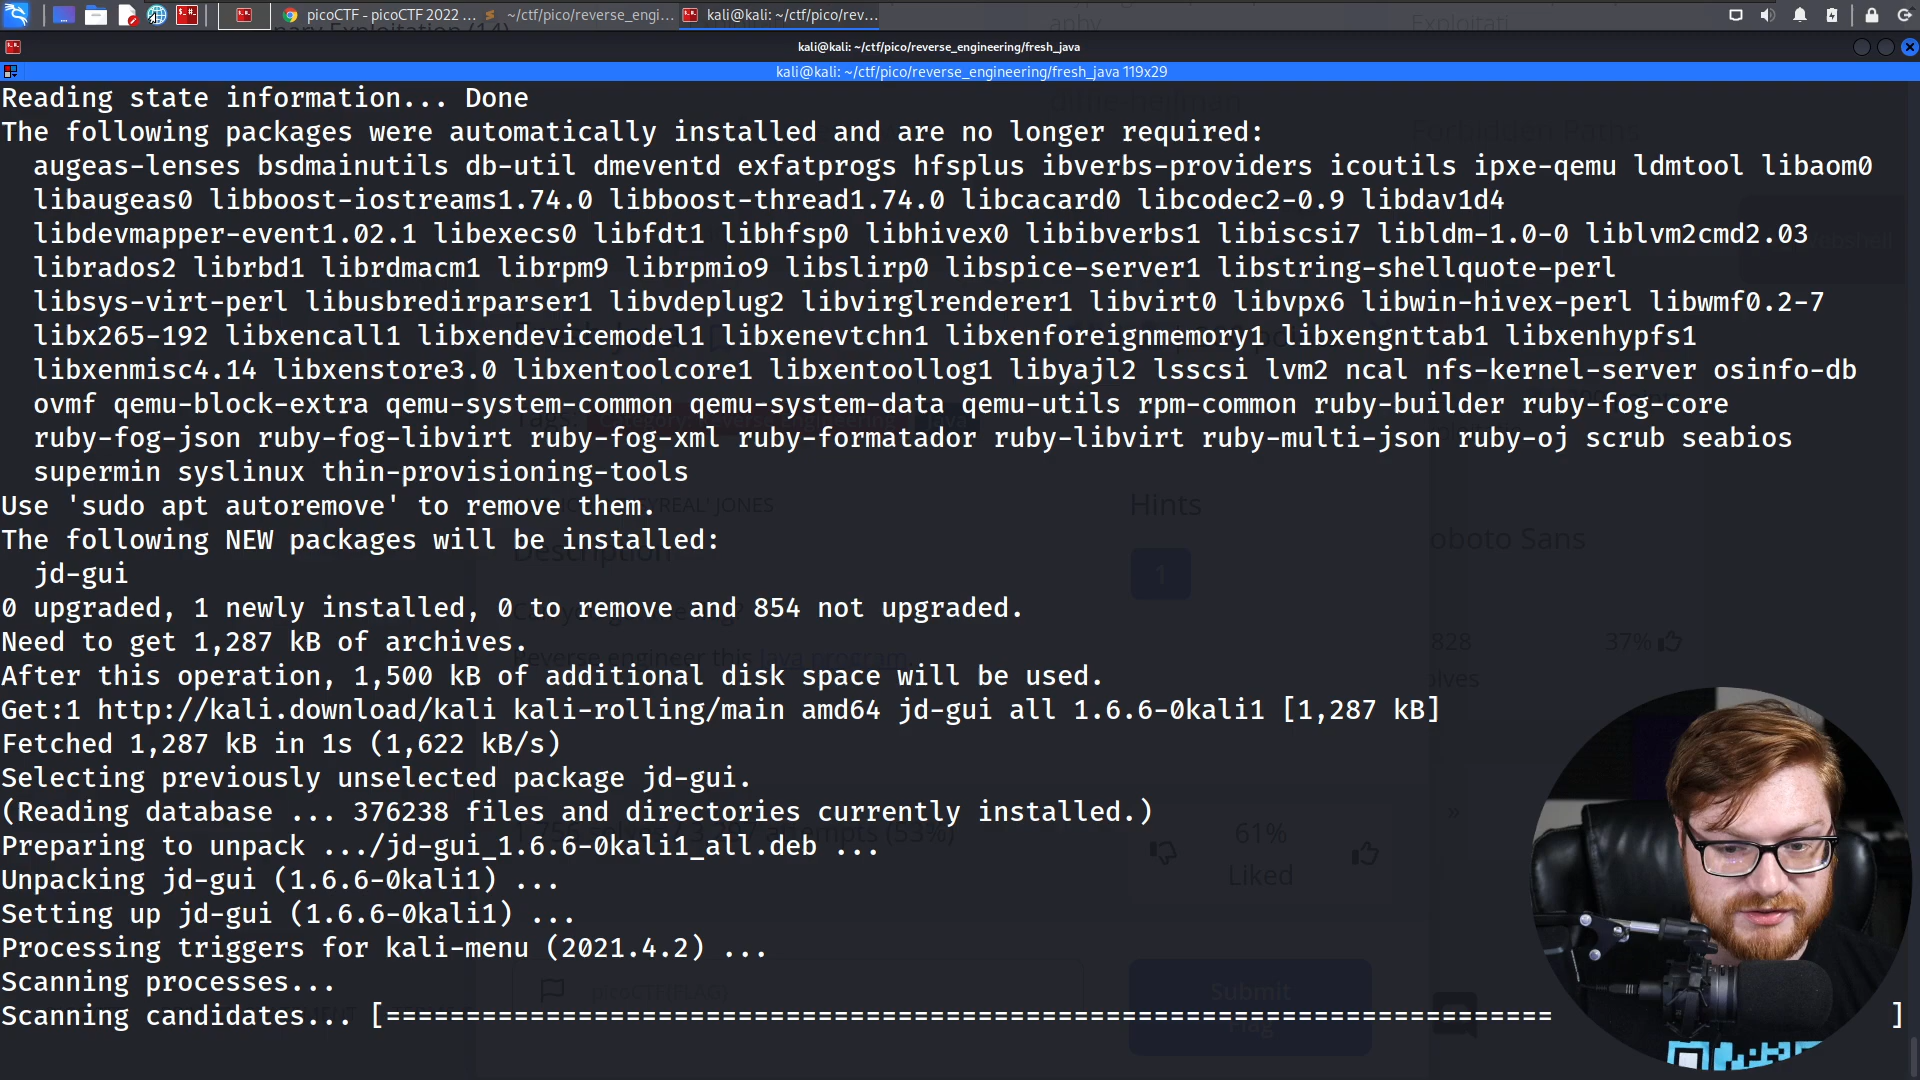 picoCTF - picoCTF 2022 ...
~/ctf/pico/reverse_engi...
kali@kali: ~/ctf/pico/rev...
kali@kali: ~/ctf/pico/reverse_engineering/fresh_java
kali@kali: ~/ctf/pico/reverse_engineering/fresh_java 119x29
Reading state information... Done
The following packages were automatically installed and are no longer required:
augeas-lenses bsdmainutils db-util dmeventd exfatprogs hfsplus ibverbs-providers icoutils ipxe-qemu ldmtool libaom0
libaugeas0 libboost-iostreams1.74.0 libboost-thread1.74.0 libcacard0 libcodec2-0.9 libdav1d4
libdevmapper-event1.02.1 libexecs0 libfdt1 libhfsp0 libhivex0 libibverbs1 libiscsi7 libldm-1.0-0 liblvm2cmd2.03
librados2 librbd1 librdmacm1 librpm9 librpmio9 libslirp0 libspice-server1 libstring-shellquote-perl
libsys-virt-perl libusbredirparser1 libvdeplug2 libvirglrenderer1 libvirt0 libvpx6 libwin-hivex-perl libwmf0.2-7
libx265-192 libxencall1 libxendevicemodel1 libxenevtchn1 libxenforeignmemory1 libxengnttab1 libxenhypfs1
libxenmisc4.14 libxenstore3.0 libxentoolcore1 libxentoollog1 libyajl2 lsscsi lvm2 ncal nfs-kernel-server osinfo-db
ovmf qemu-block-extra qemu-system-common qemu-system-data qemu-utils rpm-common ruby-builder ruby-fog-core
ruby-fog-json ruby-fog-libvirt ruby-fog-xml ruby-formatador ruby-libvirt ruby-multi-json ruby-oj scrub seabios
supermin syslinux thin-provisioning-tools
Use 'sudo apt autoremove' to remove them.
The following NEW packages will be installed:
jd-gui
0 upgraded, 1 newly installed, 0 to remove and 854 not upgraded.
Need to get 1,287 kB of archives.
After this operation, 1,500 kB of additional disk space will be used.
Get:1 http://kali.download/kali kali-rolling/main amd64 jd-gui all 1.6.6-0kali1 [1,287 kB]
Fetched 1,287 kB in 1s (1,622 kB/s)
Selecting previously unselected package jd-gui.
(Reading database ... 376238 files and directories currently installed.)
Preparing to unpack .../jd-gui_1.6.6-0kali1_all.deb ...
Unpacking jd-gui (1.6.6-0kali1) ...
Setting up jd-gui (1.6.6-0kali1) ...
Processing triggers for kali-menu (2021.4.2) ...
Scanning processes...
Scanning candidates... [========================================================================= ]
Forbidden Paths
Webshell
Hints
1
Description
Reverse engineer this Java program.
oboto Sans
828
37%
61%
Liked
picoCTF{FLAG}
Submit
Flag